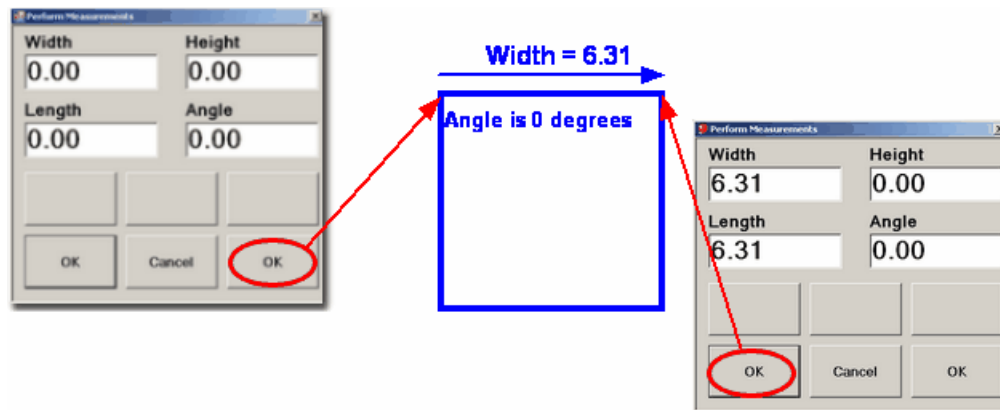 Perform Measurements
Width Height
0.00 0.00
Length Angle
0.00 0.00
OK Cancel OK
Width = 6.31
Angle is 0 degrees
Perform Measurements
Width Height
6.31 0.00
Length Angle
6.31 0.00
OK Cancel OK